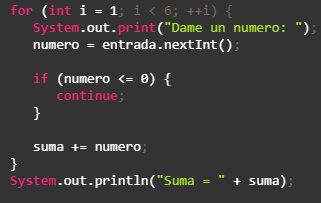 for (int i = 1; i < 6; ++i) {
System.out.print("Dame un numero: ");
numero = entrada.nextInt();
if (numero <= 0) {
continue;
}
suma += numero;
}
System.out.println("Suma = " + suma);